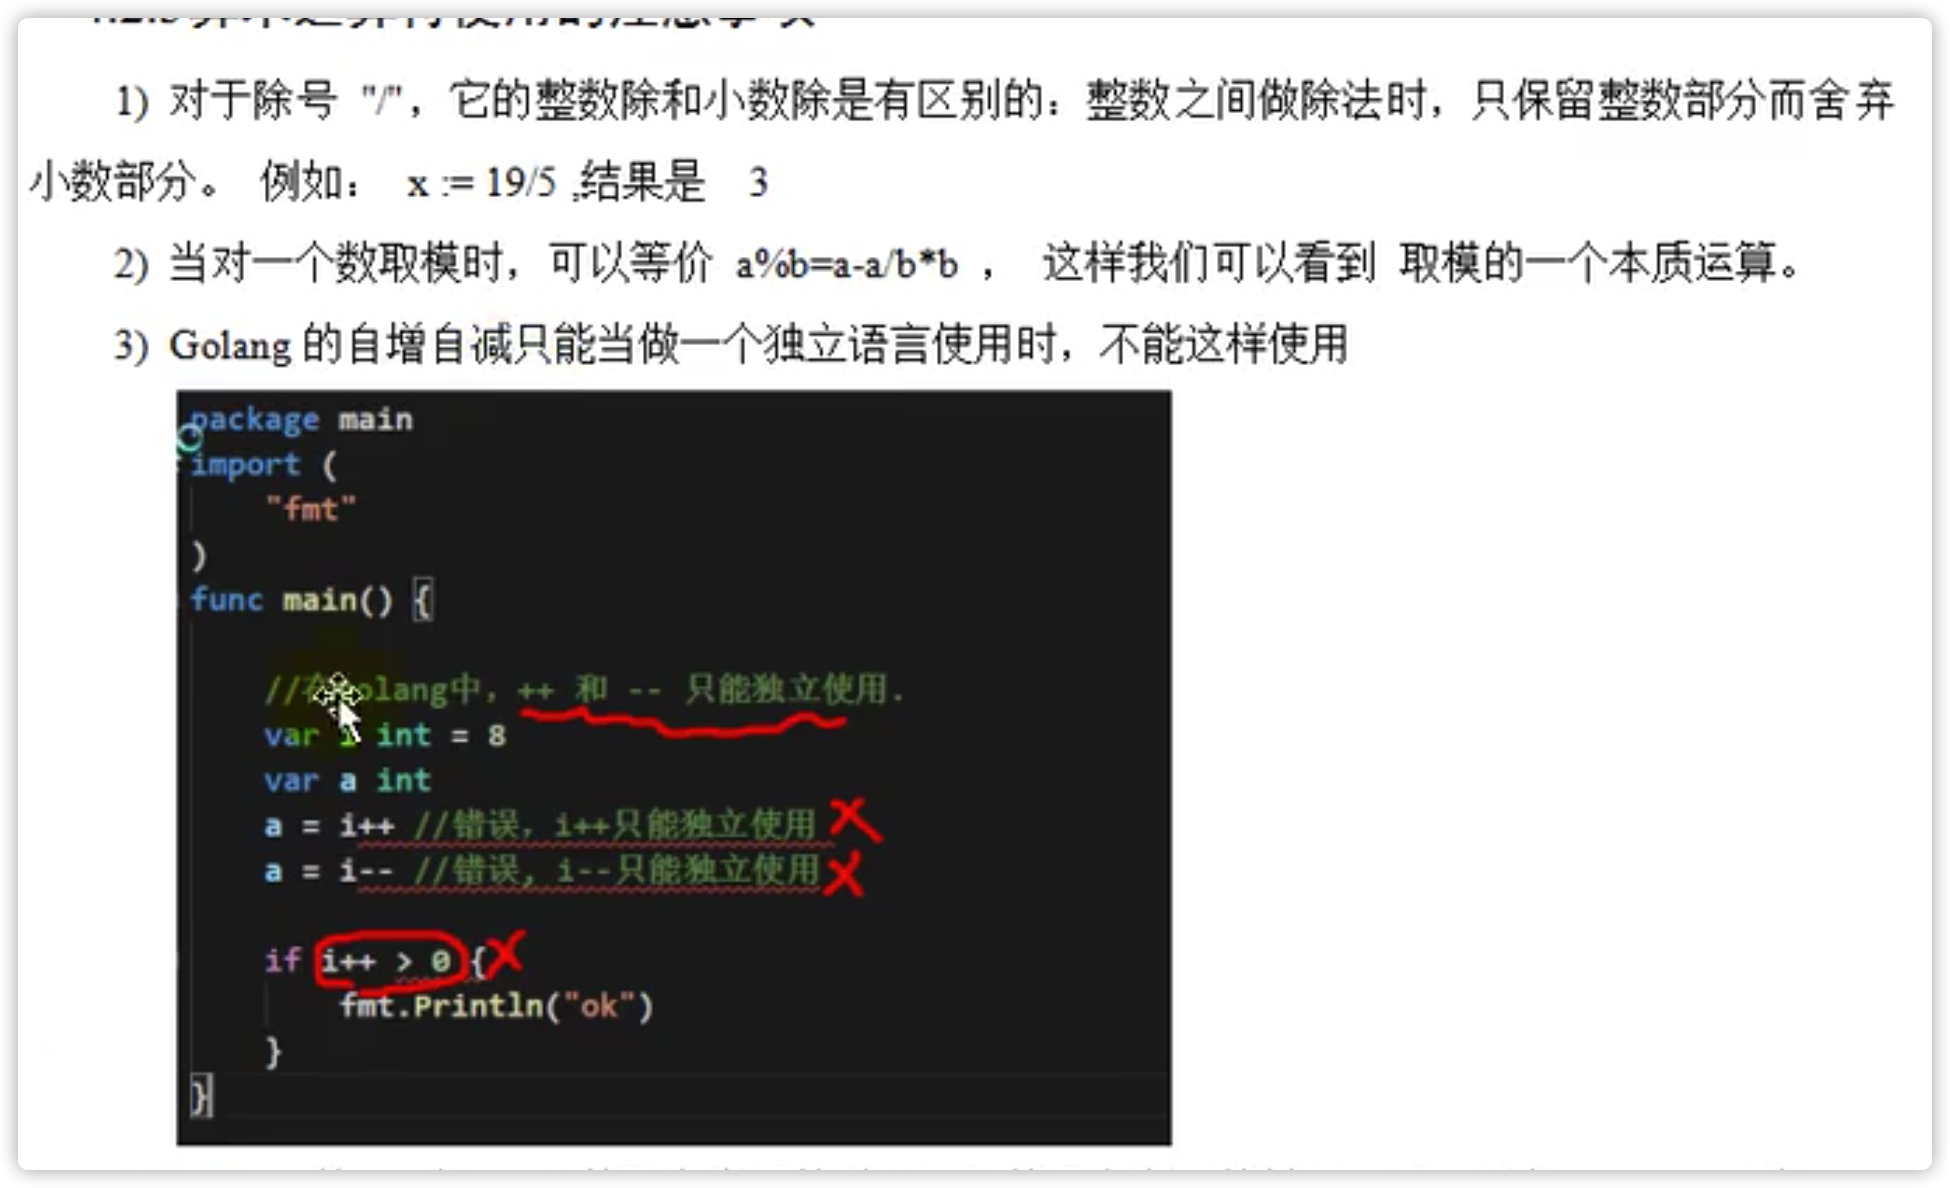 1) 对于除号 "/"，它的整数除和小数除是有区别的：整数之间做除法时，只保留整数部分而舍弃
小数部分。 例如： x := 19/5 ,结果是 3
2) 当对一个数取模时，可以等价 a%b=a-a/b*b ， 这样我们可以看到 取模的一个本质运算。
3) Golang 的自增自减只能当做一个独立语言使用时，不能这样使用
package main
import (
"fmt"
)
func main() {
//在olang中，++ 和 -- 只能独立使用.
var i int = 8
var a int
a = i++ //错误，i++只能独立使用
a = i-- //错误, i--只能独立使用
if i++ > 0 {
fmt.Println("ok")
}
}